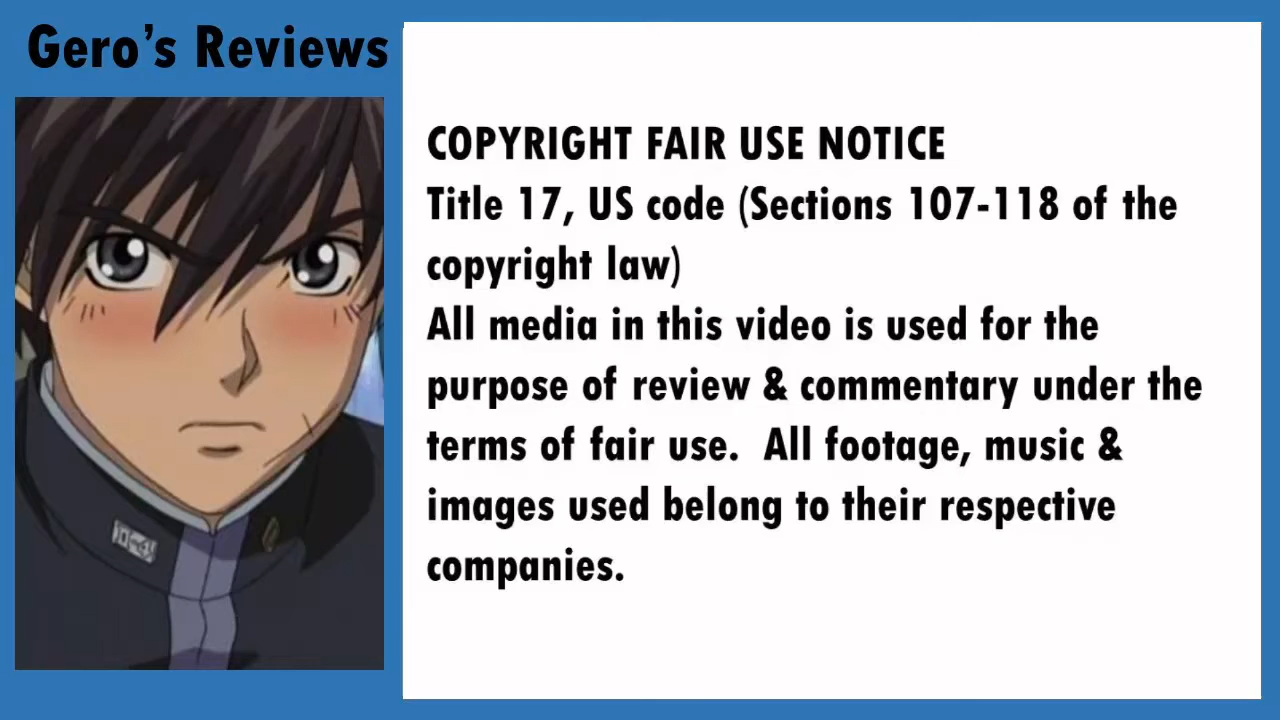 Gero's Reviews
COPYRIGHT FAIR USE NOTICE
Title 17, US code (Sections 107-118 of the
copyright law)
All media in this video is used for the
purpose of review & commentary under the
terms of fair use.  All footage, music &
images used belong to their respective
companies.